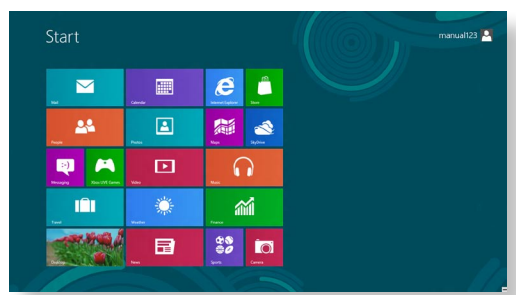 Start
manual123
Mail
Calendar
Internet Explorer
Store
People
Photos
Maps
SkyDrive
Messaging
Xbox LIVE Games
Video
Music
Travel
Weather
Finance
Desktop
News
Sports
Camera